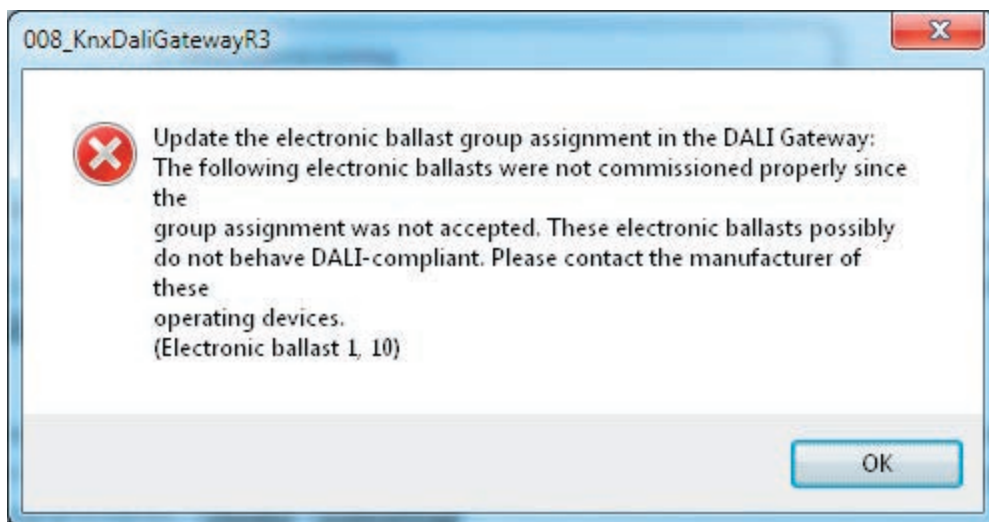 008_KnxDaliGatewayR3
Update the electronic ballast group assignment in the DALI Gateway:
The following electronic ballasts were not commissioned properly since
the
group assignment was not accepted. These electronic ballasts possibly
do not behave DALI-compliant. Please contact the manufacturer of
these
operating devices.
(Electronic ballast 1, 10)
OK